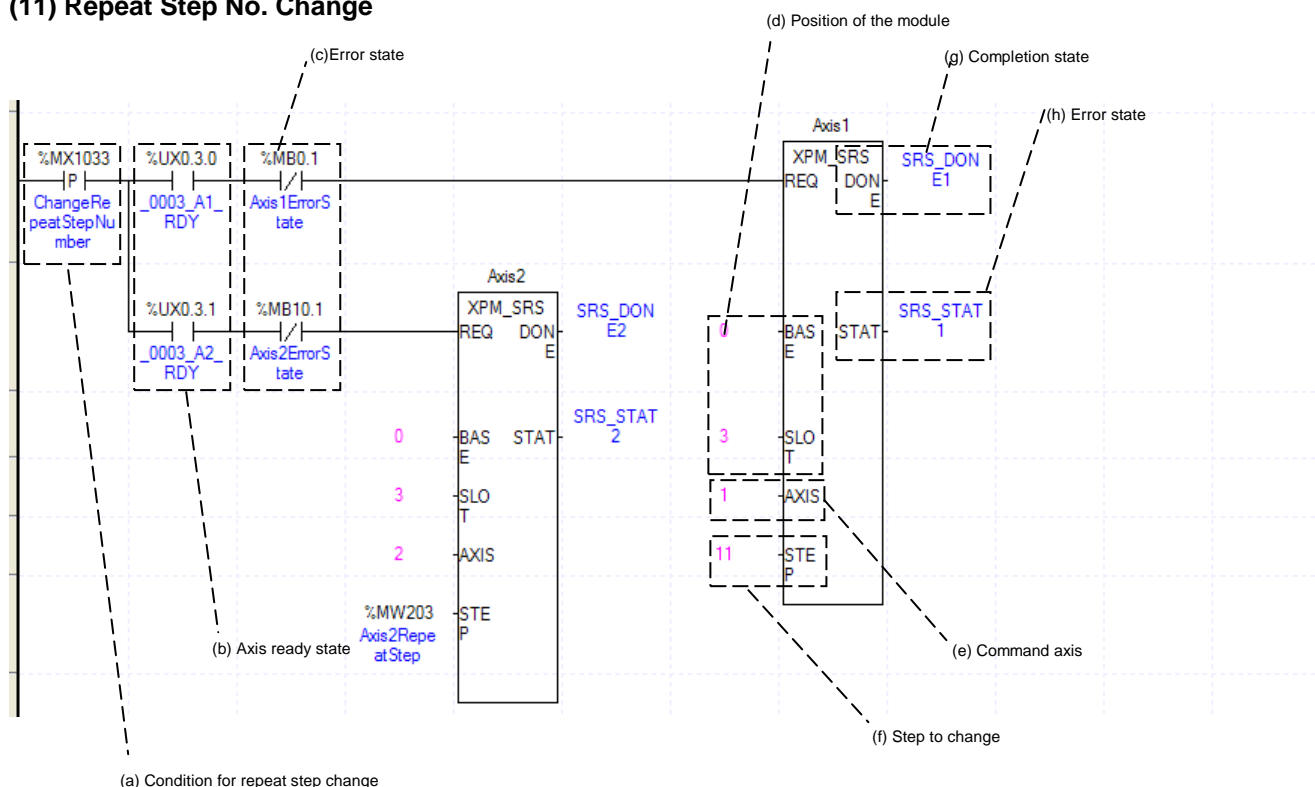 (11) Repeat Step No. Change
(d) Position of the module
(c)Error state
(g) Completion state
(h) Error state
Axis1
%MX1033
%UX0.3.0
%MB0.1
XPM_SRS
SRS_DON
E1
P
REQ
DON
E
ChangeRe
peatStepNu
mber
_0003_A1_
RDY
Axis1ErrorS
tate
Axis2
%UX0.3.1
%MB10.1
XPM_SRS
SRS_DON
E2
REQ
DON
E
0
BAS
E
STAT
SRS_STAT
1
_0003_A2_
RDY
Axis2ErrorS
tate
0
BAS
E
STAT
SRS_STAT
2
3
SLO
T
3
SLO
T
1
AXIS
2
AXIS
11
STE
P
%MW203
Axis2Repe
atStep
STE
P
(b) Axis ready state
(e) Command axis
(f) Step to change
(a) Condition for repeat step change